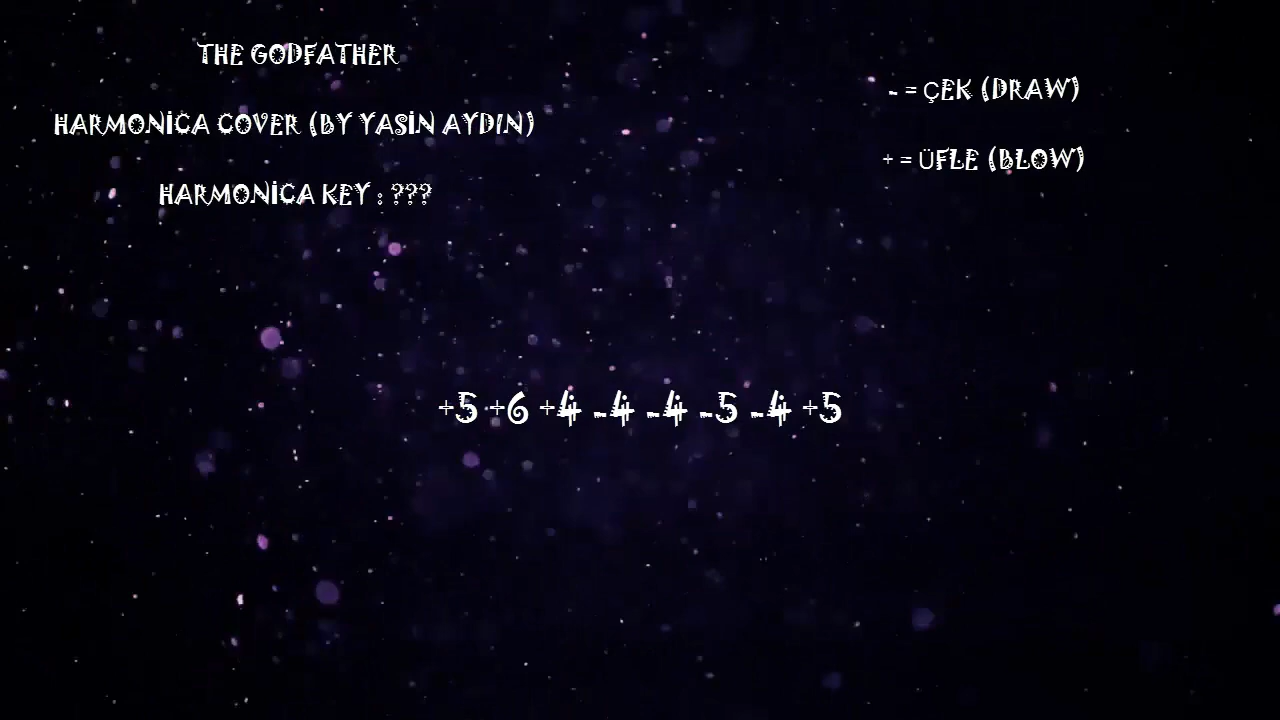 THE GODFATHER
HARMONİCA COVER (BY YASİN AYDIN)
HARMONİCA KEY : ???
- = ÇEK (DRAW)
+ = ÜFLE (BLOW)
+5 +6 +4 -4 -4 -5 -4 +5